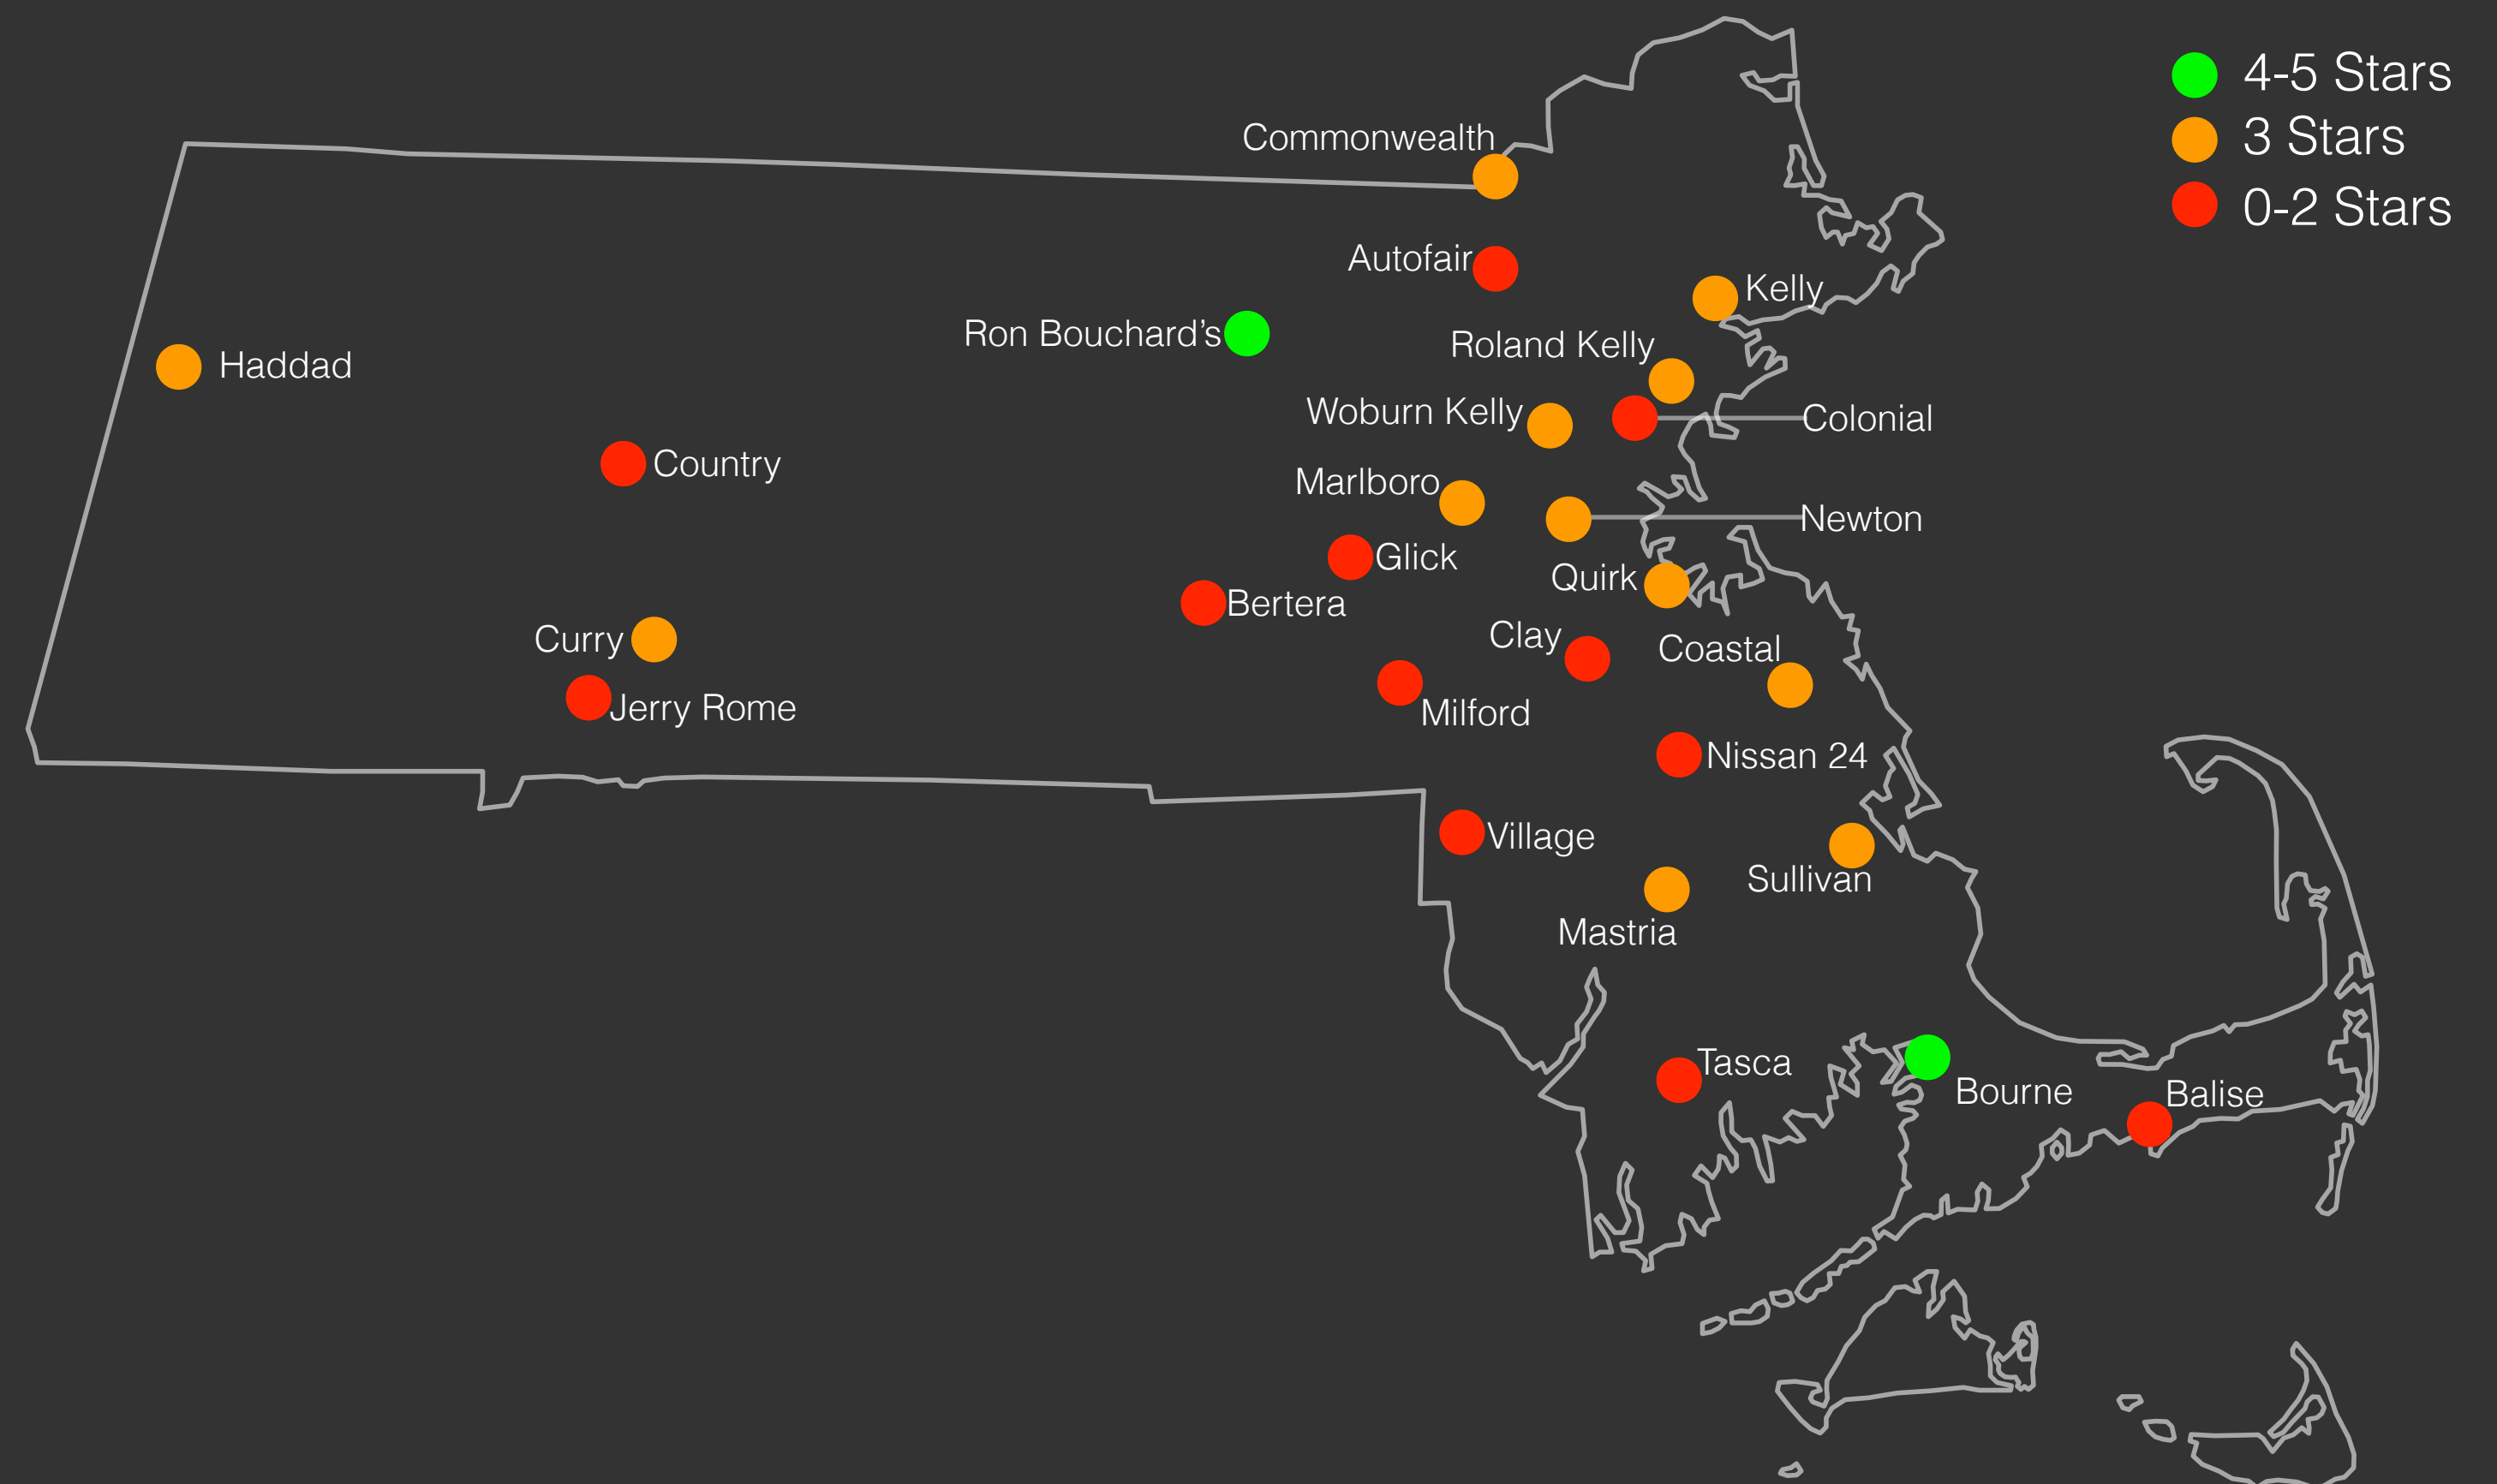 4-5 Stars
3 Stars
0-2 Stars
Commonwealth
Autofair
Kelly
Ron Bouchard's
Roland Kelly
Haddad
Woburn Kelly
Colonial
Country
Marlboro
Newton
Glick
Quirk
Bertera
Curry
Clay
Coastal
Jerry Rome
Milford
Nissan 24
Village
Sullivan
Mastria
Tasca
Bourne
Balise